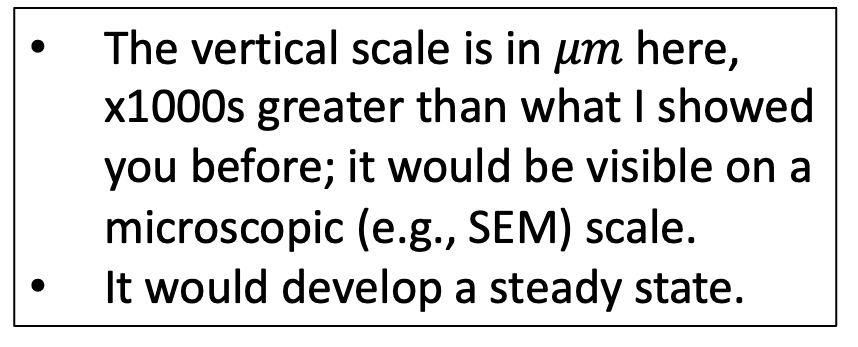 • The vertical scale is in μm here,
x1000s greater than what I showed
you before; it would be visible on a
microscopic (e.g., SEM) scale.
• It would develop a steady state.